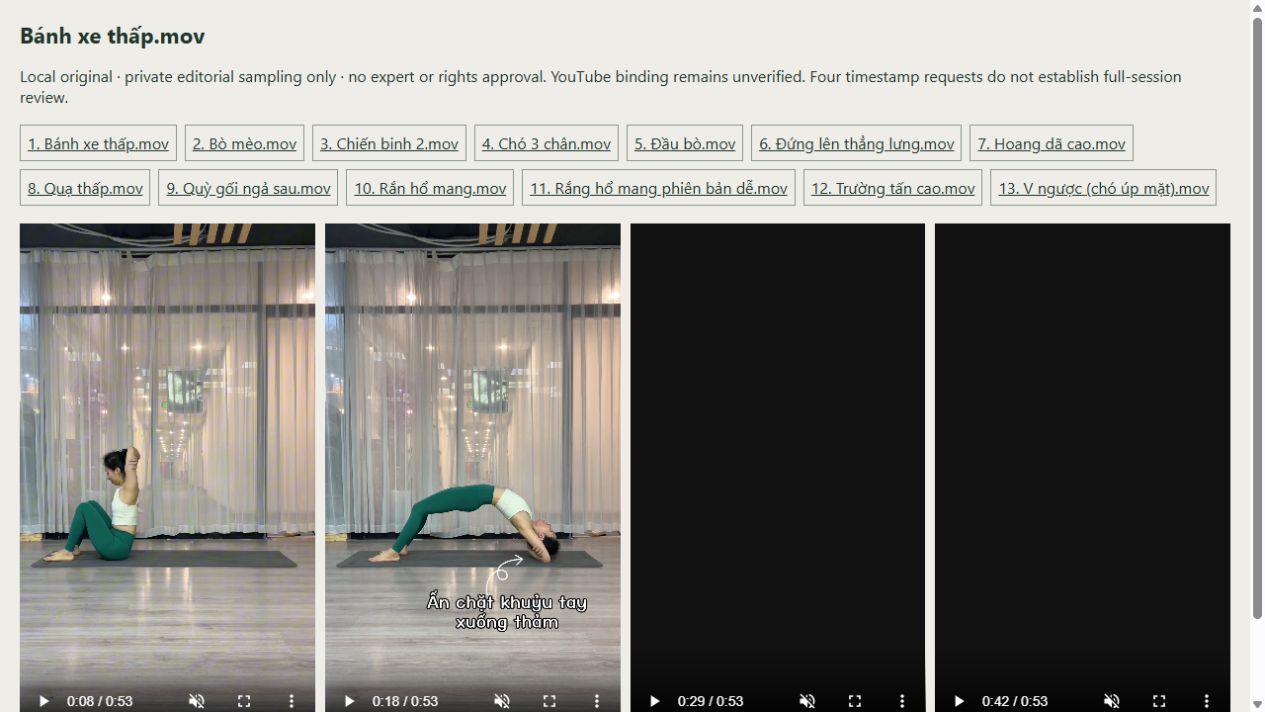 Bánh xe thấp.mov
Local original · private editorial sampling only · no expert or rights approval. YouTube binding remains unverified. Four timestamp requests do not establish full-session
review.
1. Bánh xe thấp.mov
2. Bò mèo.mov
3. Chiến binh 2.mov
4. Chó 3 chân.mov
5. Đầu bò.mov
6. Đứng lên thẳng lưng.mov
7. Hoang dã cao.mov
8. Quạ thấp.mov
9. Quỳ gối ngả sau.mov
10. Rắn hổ mang.mov
11. Rắng hổ mang phiên bản dễ.mov
12. Trường tấn cao.mov
13. V ngược (chó úp mặt).mov
Ấn chặt khuỷu tay
xuống thảm
0:08 / 0:53
0:18 / 0:53
0:29 / 0:53
0:42 / 0:53